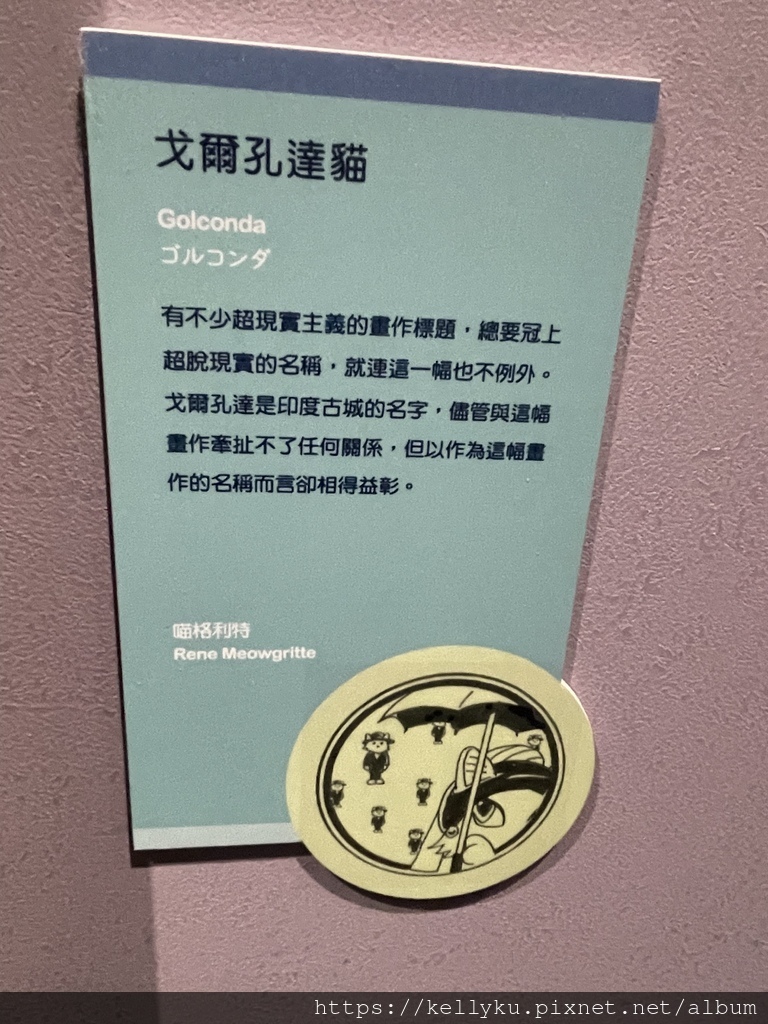 戈爾孔達貓
Golconda
ゴルコンダ
有不少超現實主義的畫作標題，總要冠上
超脫現實的名稱，就連這一幅也不例外。
戈爾孔達是印度古城的名字，儘管與這幅
畫作牽扯不了任何關係，但以作為這幅畫
作的名稱而言卻相得益彰。
喵格利特
Rene Meowgritte
https://kellyku.pixnet.net/album